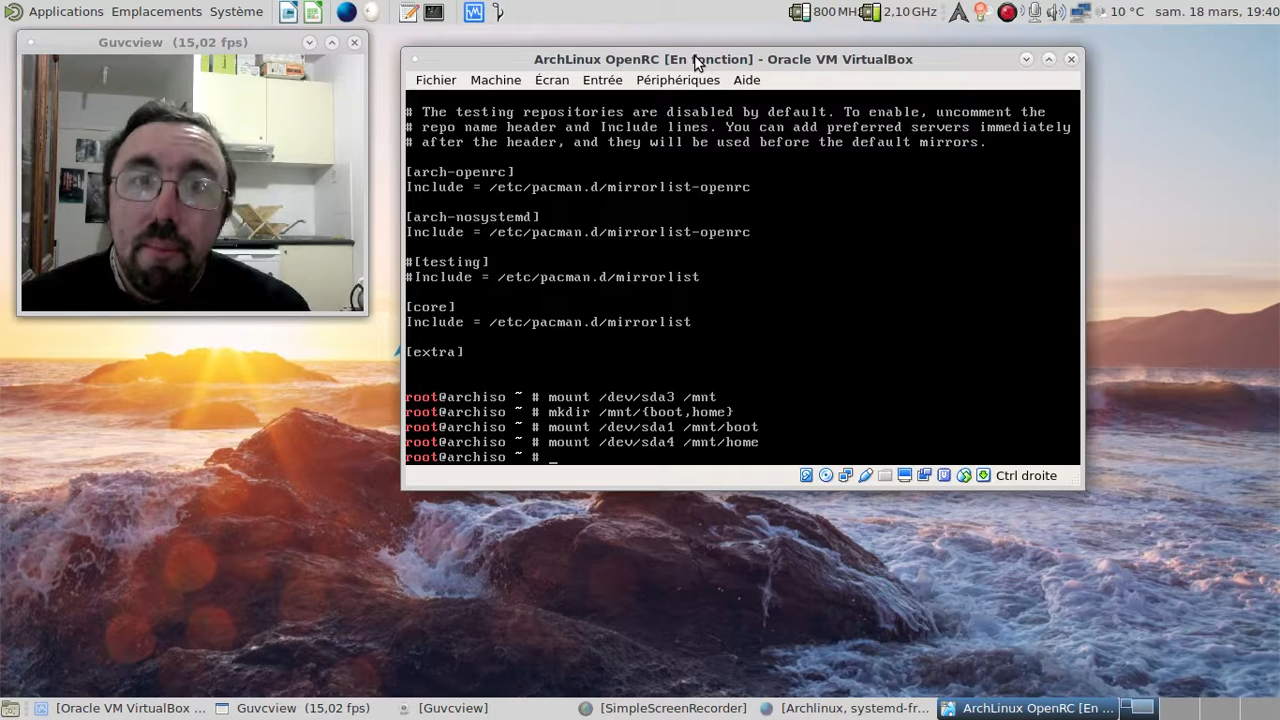 Applications Emplacements Système 800 MHz 2,10 GHz 10 °C sam. 18 mars, 19:40
Guvcview (15,02 fps)
ArchLinux OpenRC [En fonction] - Oracle VM VirtualBox
Fichier Machine Écran Entrée Périphériques Aide
# The testing repositories are disabled by default. To enable, uncomment the
# repo name header and Include lines. You can add preferred servers immediately
# after the header, and they will be used before the default mirrors.
[arch-openrc]
Include = /etc/pacman.d/mirrorlist-openrc
[arch-nosystemd]
Include = /etc/pacman.d/mirrorlist-openrc
#[testing]
#Include = /etc/pacman.d/mirrorlist
[core]
Include = /etc/pacman.d/mirrorlist
[extra]
root@archiso ~ # mount /dev/sda3 /mnt
root@archiso ~ # mkdir /mnt/{boot,home}
root@archiso ~ # mount /dev/sda1 /mnt/boot
root@archiso ~ # mount /dev/sda4 /mnt/home
root@archiso ~ # _
Ctrl droite
[Oracle VM VirtualBox ... Guvcview (15,02 fps) [Guvcview] [SimpleScreenRecorder] [Archlinux, systemd-fr... ArchLinux OpenRC [En ...